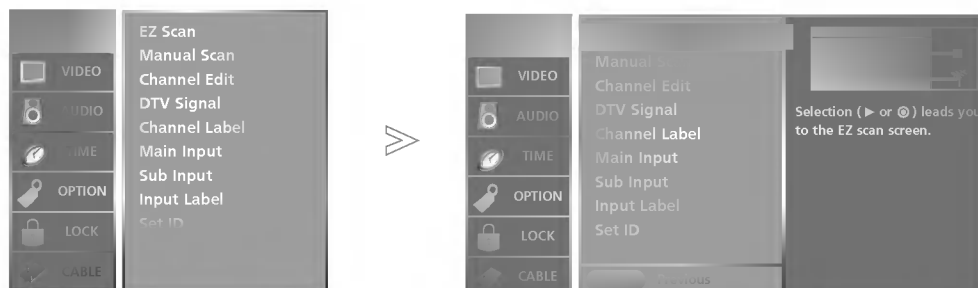 VIDEO
AUDIO
TIME
OPTION
LOCK
CABLE
EZ Scan
Manual Scan
Channel Edit
DTV Signal
Channel Label
Main Input
Sub Input
Input Label
Set ID
VIDEO
AUDIO
TIME
OPTION
LOCK
CABLE
Manual
Channel Edit
DTV Signal
Channel Label
Main Input
Sub Input
Input Label
Set ID
Previous
Selection ( ▶ or ◉ ) leads you
to the EZ scan screen.